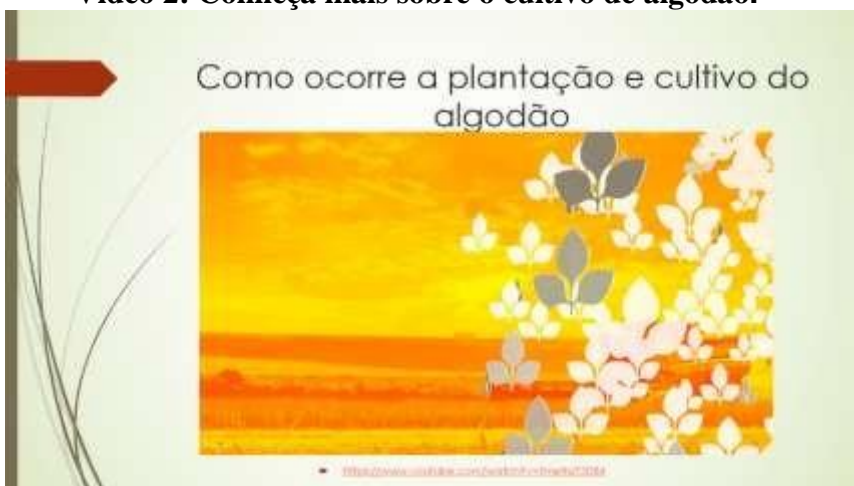 Vídeo 2: Conheça mais sobre o cultivo de algodão.
Como ocorre a plantação e cultivo do
algodão